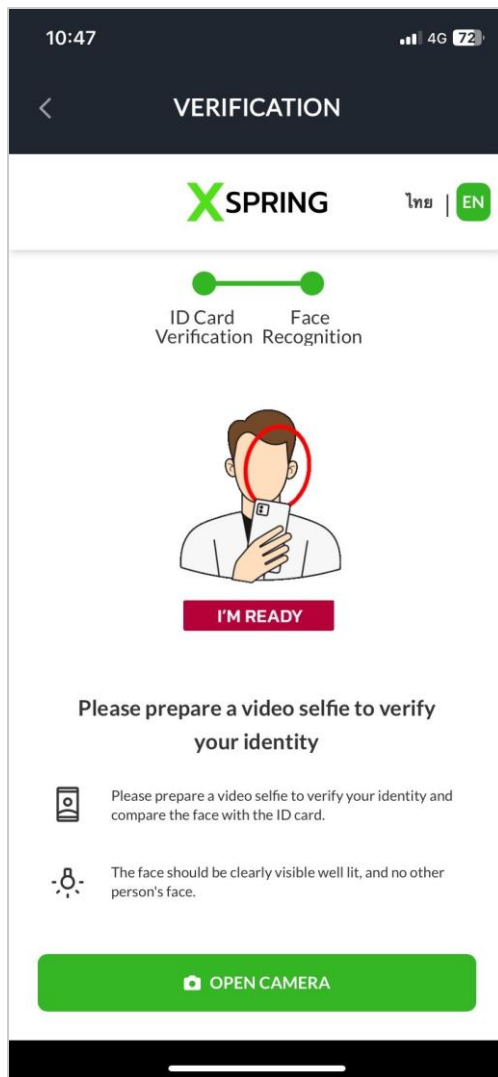 10:47 4G 72
VERIFICATION
XSPRING ไทย | EN
ID Card Face
Verification Recognition
I'M READY
Please prepare a video selfie to verify
your identity
Please prepare a video selfie to verify your identity and
compare the face with the ID card.
The face should be clearly visible well lit, and no other
person's face.
OPEN CAMERA